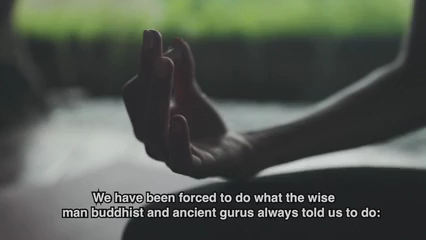 We have been forced to do what the wise
man buddhist and ancient gurus always told us to do: